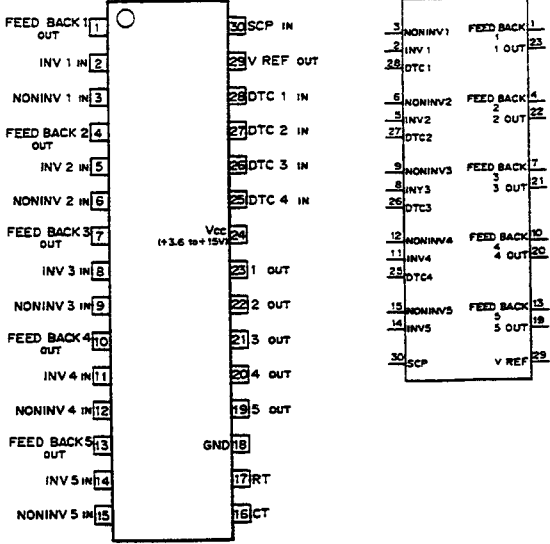 FEED BACK 1 OUT 1
INV 1 IN 2
NONINV 1 IN 3
FEED BACK 2 OUT 4
INV 2 IN 5
NONINV 2 IN 6
FEED BACK 3 OUT 7
INV 3 IN 8
NONINV 3 IN 9
FEED BACK 4 OUT 10
INV 4 IN 11
NONINV 4 IN 12
FEED BACK 5 OUT 13
INV 5 IN 14
NONINV 5 IN 15
30 SCP IN
29 V REF OUT
28 DTC 1 IN
27 DTC 2 IN
26 DTC 3 IN
25 DTC 4 IN
Vcc 24
(+3.6 to +15V)
23 1 OUT
22 2 OUT
21 3 OUT
20 4 OUT
19 5 OUT
GND 18
17 RT
16 CT
3 NONINV1
2 INV 1
28 DTC 1
6 NONINV2
5 INV2
27 DTC2
9 NONINV3
8 INY3
26 DTC3
12 NONINV4
11 INV4
25 DTC4
15 NONINV5
14 INV5
30 SCP
FEED BACK 1
1
1 OUT 23
FEED BACK 4
2
2 OUT 22
FEED BACK 7
3
3 OUT 21
FEED BACK 10
4
4 OUT 20
FEED BACK 13
5
5 OUT 19
V REF 29